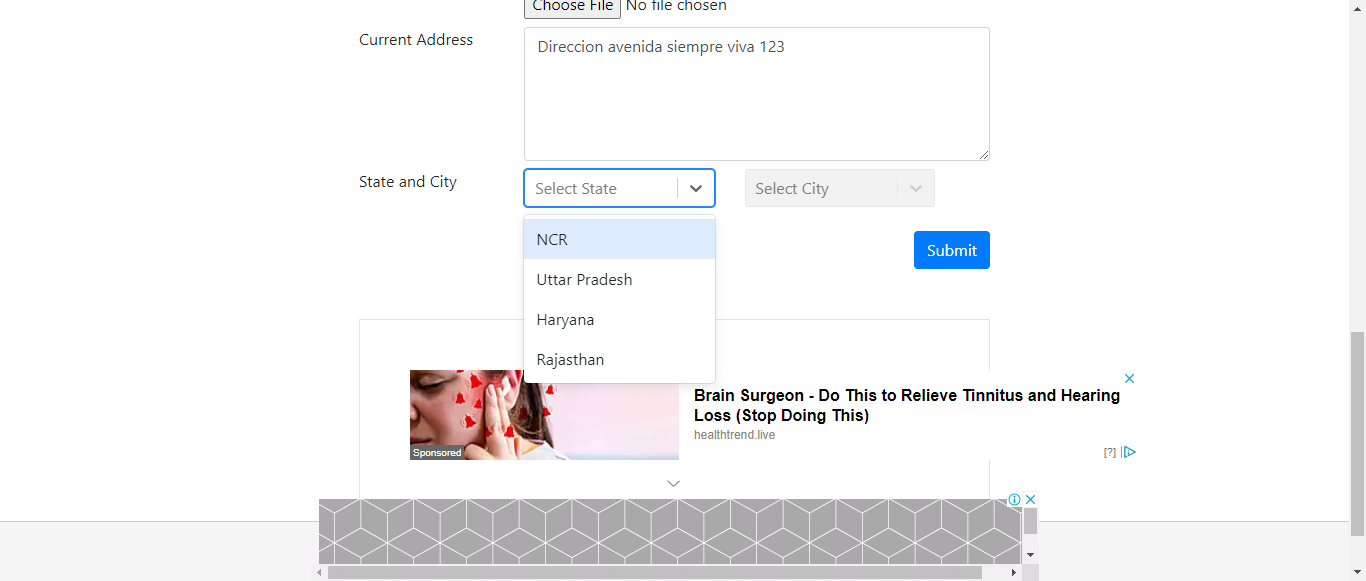 Choose File No file chosen
Current Address
Direccion avenida siempre viva 123
State and City
Select State
Select City
NCR
Uttar Pradesh
Haryana
Rajasthan
Submit
Brain Surgeon - Do This to Relieve Tinnitus and Hearing
Loss (Stop Doing This)
healthtrend.live
Sponsored
[?]